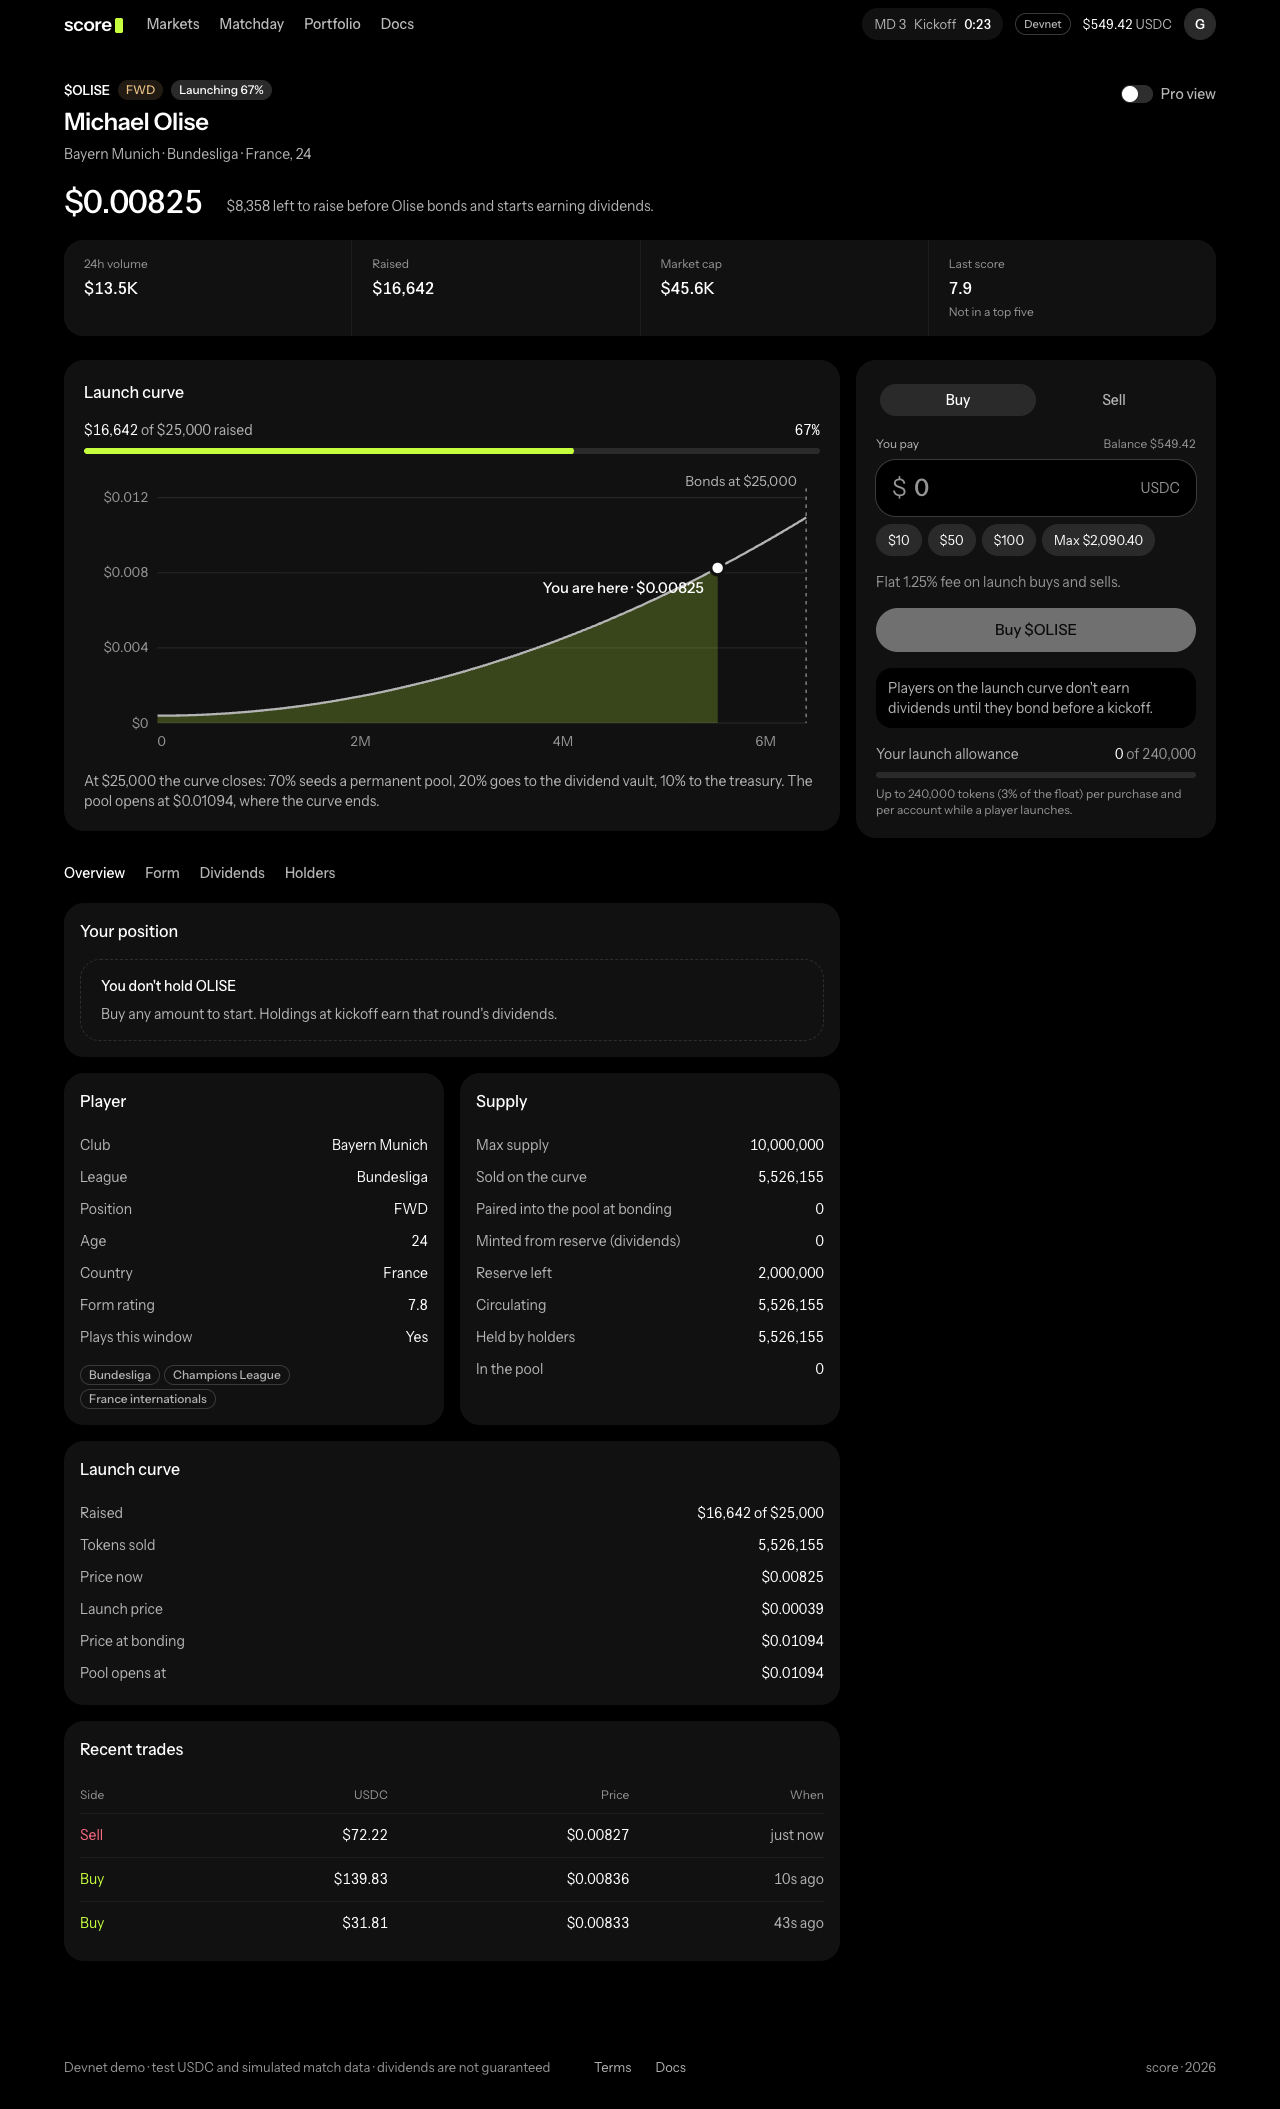 score
Markets Matchday Portfolio Docs
MD 3 Kickoff 0:23
Devnet
$549.42 USDC
G
$OLISE FWD Launching 67%
Pro view
Michael Olise
Bayern Munich · Bundesliga · France, 24
$0.00825
$8,358 left to raise before Olise bonds and starts earning dividends.
24h volume
$13.5K
Raised
$16,642
Market cap
$45.6K
Last score
7.9
Not in a top five
Launch curve
$16,642 of $25,000 raised 67%
Bonds at $25,000
$0.012
$0.008
You are here · $0.00825
$0.004
$0
0 2M 4M 6M
At $25,000 the curve closes: 70% seeds a permanent pool, 20% goes to the dividend vault, 10% to the treasury. The
pool opens at $0.01094, where the curve ends.
Buy Sell
You pay Balance $549.42
$ 0 USDC
$10 $50 $100 Max $2,090.40
Flat 1.25% fee on launch buys and sells.
Buy $OLISE
Players on the launch curve don't earn
dividends until they bond before a kickoff.
Your launch allowance 0 of 240,000
Up to 240,000 tokens (3% of the float) per purchase and
per account while a player launches.
Overview Form Dividends Holders
Your position
You don't hold OLISE
Buy any amount to start. Holdings at kickoff earn that round's dividends.
Player
Club Bayern Munich
League Bundesliga
Position FWD
Age 24
Country France
Form rating 7.8
Plays this window Yes
Bundesliga Champions League
France internationals
Supply
Max supply 10,000,000
Sold on the curve 5,526,155
Paired into the pool at bonding 0
Minted from reserve (dividends) 0
Reserve left 2,000,000
Circulating 5,526,155
Held by holders 5,526,155
In the pool 0
Launch curve
Raised $16,642 of $25,000
Tokens sold 5,526,155
Price now $0.00825
Launch price $0.00039
Price at bonding $0.01094
Pool opens at $0.01094
Recent trades
Side USDC Price When
Sell $72.22 $0.00827 just now
Buy $139.83 $0.00836 10s ago
Buy $31.81 $0.00833 43s ago
Devnet demo · test USDC and simulated match data · dividends are not guaranteed Terms Docs score · 2026